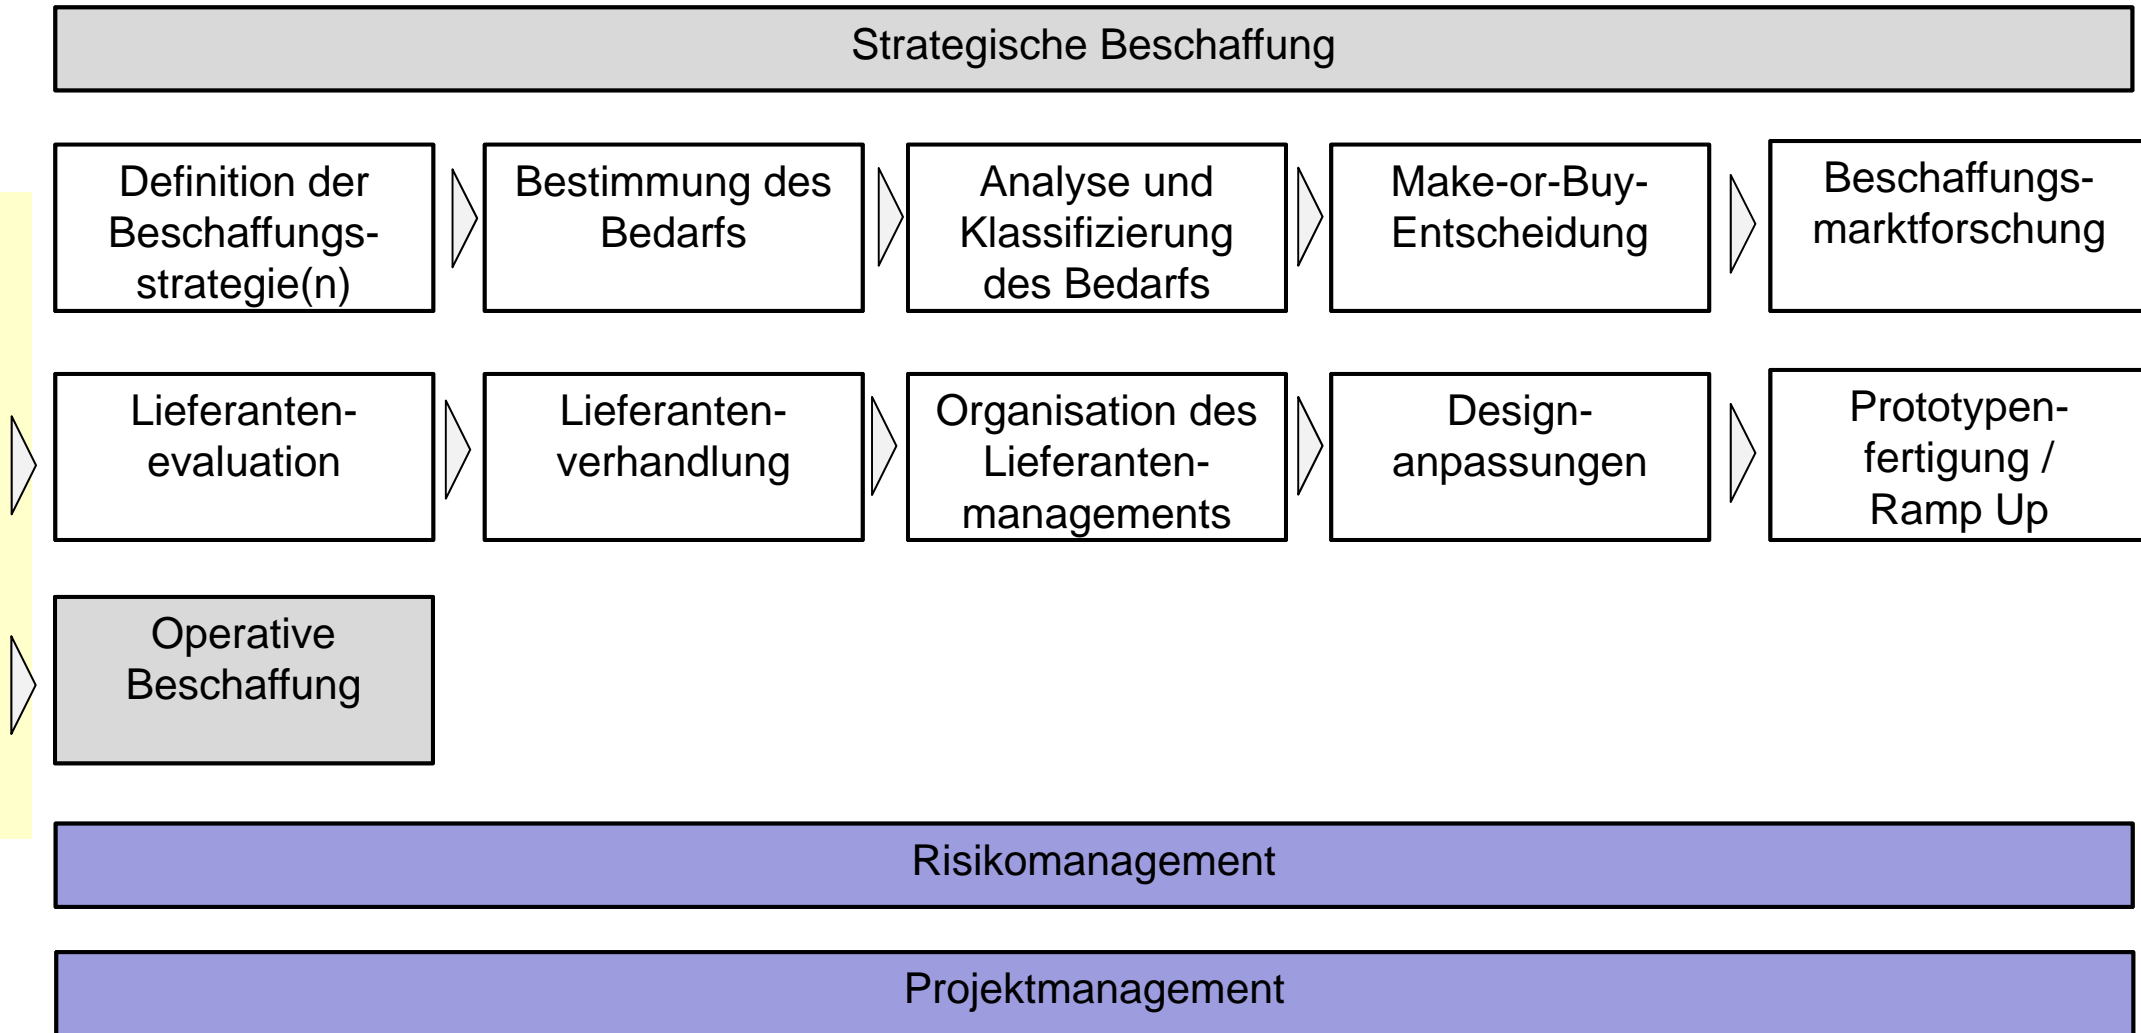 Strategische Beschaffung
Definition der
Beschaffungs-
strategie(n)
Bestimmung des
Bedarfs
Analyse und
Klassifizierung
des Bedarfs
Make-or-Buy-
Entscheidung
Beschaffungs-
marktforschung
Lieferanten-
evaluation
Lieferanten-
verhandlung
Organisation des
Lieferanten-
managements
Design-
anpassungen
Prototypen-
fertigung /
Ramp Up
Operative
Beschaffung
Risikomanagement
Projektmanagement